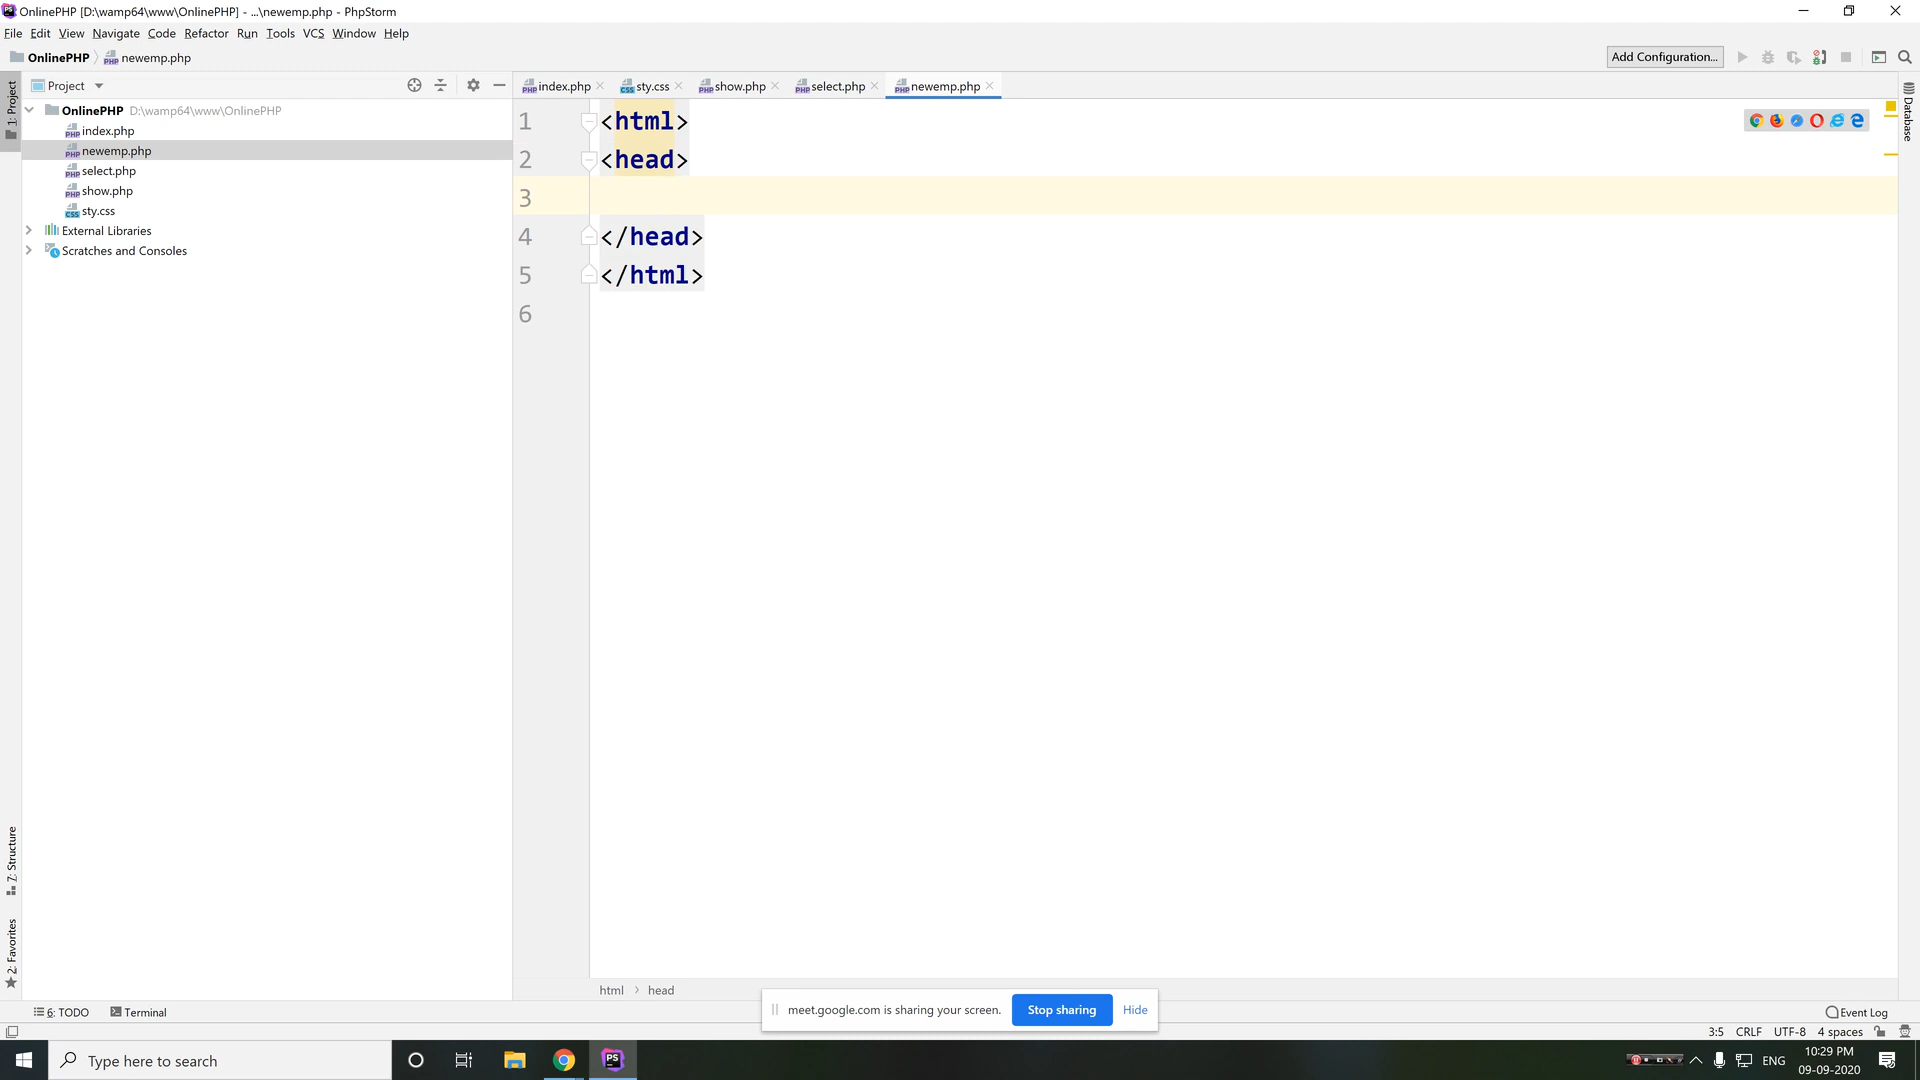 OnlinePHP [D:\wamp64\www\OnlinePHP] - ...\newemp.php - PhpStorm
File Edit View Navigate Code Refactor Run Tools VCS Window Help
OnlinePHP newemp.php Add Configuration...
Project
index.php sty.css show.php select.php newemp.php
1: Project
Database
OnlinePHP D:\wamp64\www\OnlinePHP
index.php
newemp.php
select.php
show.php
sty.css
External Libraries
Scratches and Consoles
1 <html>
2 <head>
3
4 </head>
5 </html>
6
7: Structure
2: Favorites
html > head
meet.google.com is sharing your screen. Stop sharing Hide
6: TODO Terminal Event Log
3:5 CRLF UTF-8 4 spaces
Type here to search
ENG
10:29 PM
09-09-2020